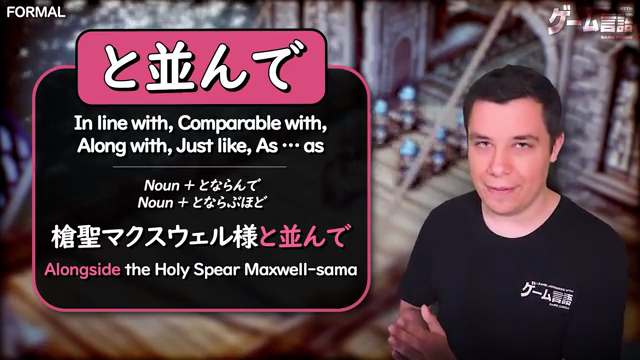 FORMAL
ゲーム言語
と並んで
In line with, Comparable with,
Along with, Just like, As … as
Noun + とならんで
Noun + とならぶほど
槍聖マクスウェル様と並んで
Alongside the Holy Spear Maxwell-sama
ゲーム言語